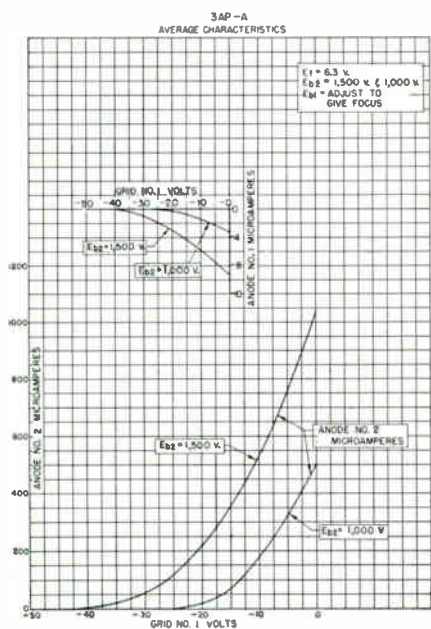 3AP-A
AVERAGE CHARACTERISTICS
Ef = 6.3 V.
Eb2 = 1,500 V. & 1,000 V.
Eb1 = ADJUST TO
GIVE FOCUS
GRID NO. 1 VOLTS
-50 -40 -30 -20 -10 0
ANODE NO. 1 MICROAMPERES
Eb2 = 1,500 V.
Eb2 = 1,000 V.
1200
1000
800
600
400
200
0
ANODE NO. 2 MICROAMPERES
ANODE NO. 2
MICROAMPERES
Eb2 = 1,500 V.
Eb2 = 1,000 V
-50 -40 -30 -20 -10 0
GRID NO. 1 VOLTS